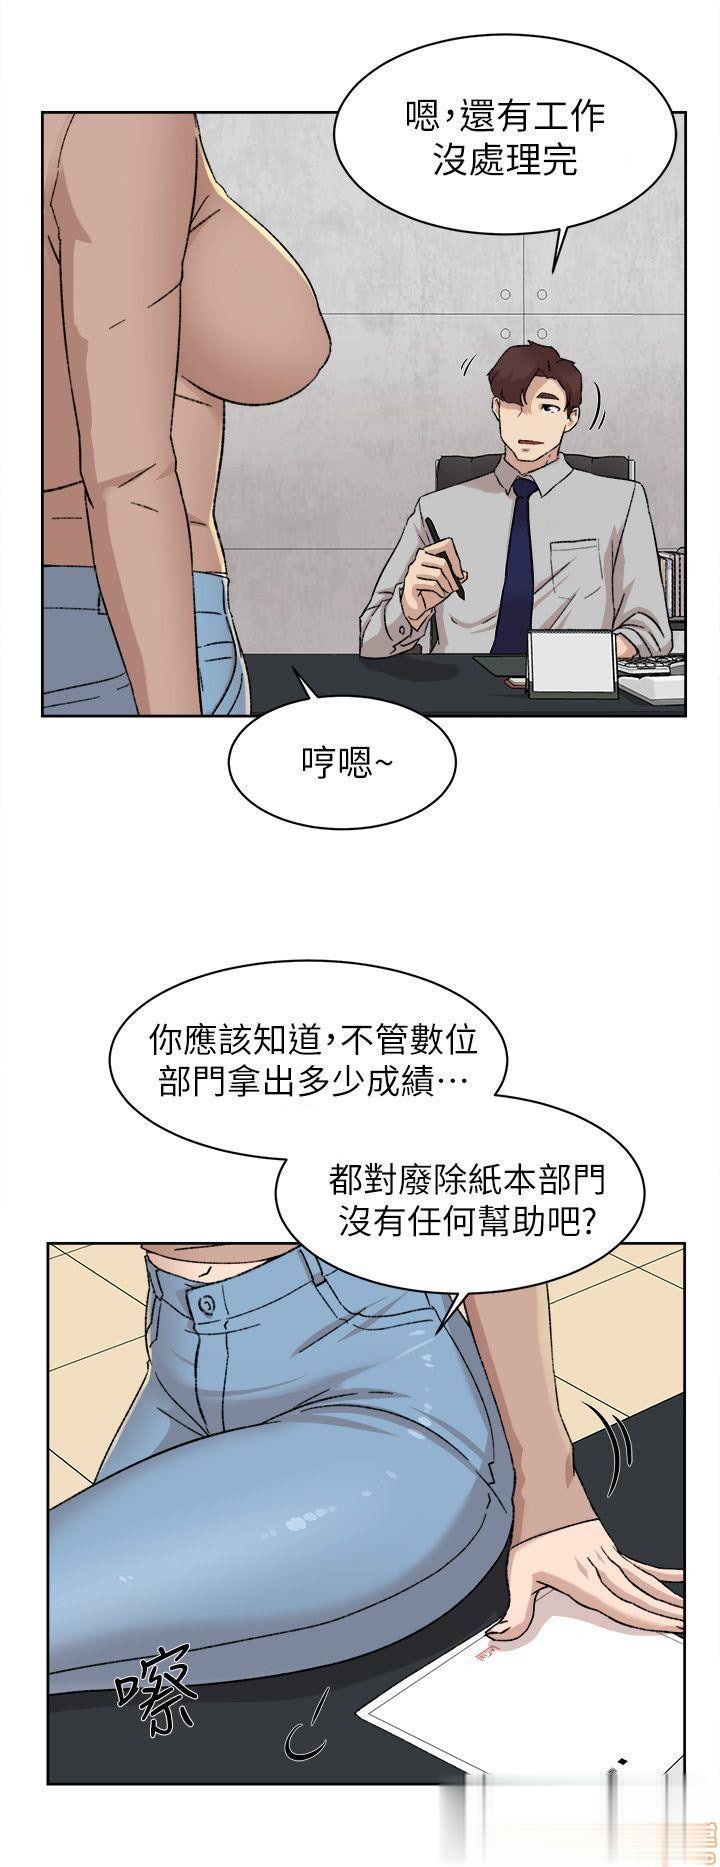 嗯，還有工作
沒處理完
哼嗯~
你應該知道，不管數位
部門拿出多少成績…
都對廢除紙本部門
沒有任何幫助吧?
嚓